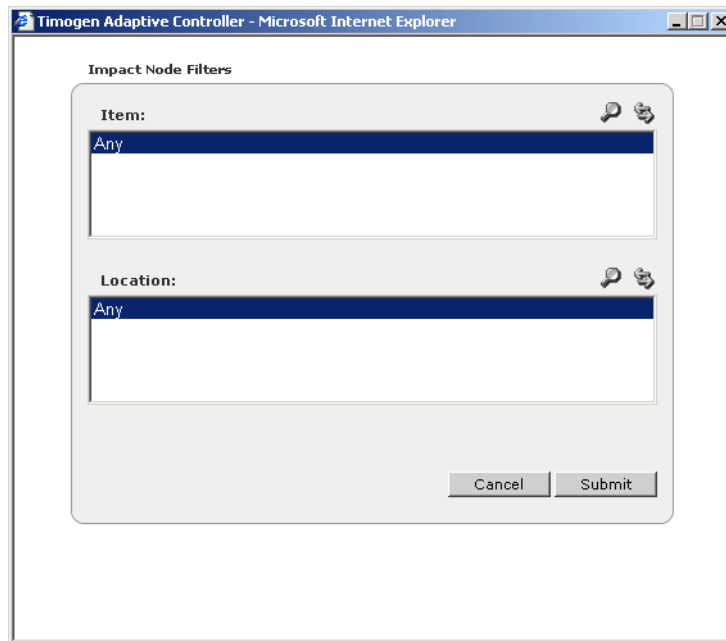 Timogen Adaptive Controller - Microsoft Internet Explorer
Impact Node Filters
Item:
Any
Location:
Any
Cancel Submit